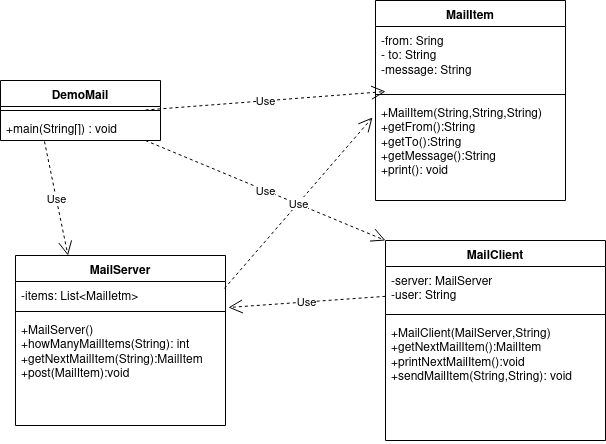 MailItem
-from: Sring
- to: String
-message: String
+MailItem(String,String,String)
+getFrom():String
+getTo():String
+getMessage():String
+print(): void
DemoMail
+main(String[]) : void
Use
Use
Use
Use
MailServer
-items: List<MailIetm>
+MailServer()
+howManyMailItems(String): int
+getNextMailItem(String):MailItem
+post(MailItem):void
Use
MailClient
-server: MailServer
-user: String
+MailClient(MailServer,String)
+getNextMailItem():MailItem
+printNextMailItem():void
+sendMailItem(String,String): void